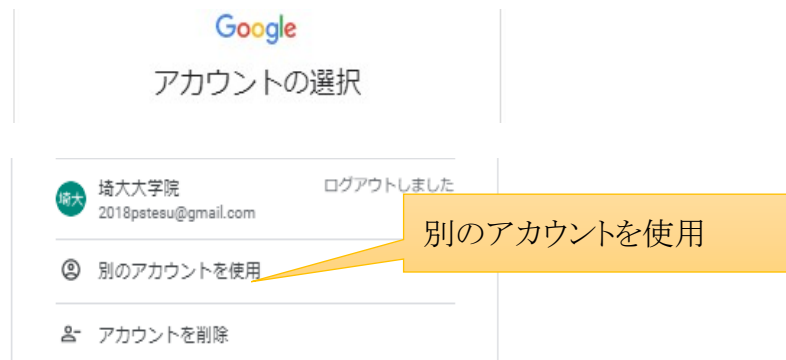 Google
アカウントの選択
埼大
埼大大学院
ログアウトしました
2018pstesu@gmail.com
別のアカウントを使用
別のアカウントを使用
アカウントを削除